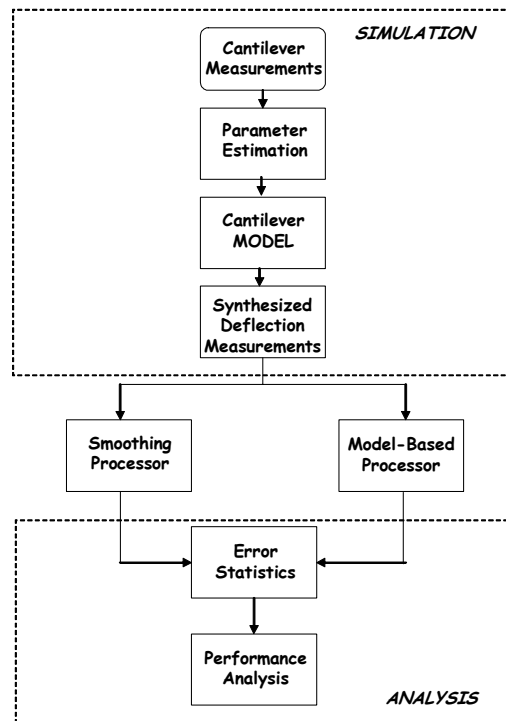 SIMULATION
Cantilever
Measurements
Parameter
Estimation
Cantilever
MODEL
Synthesized
Deflection
Measurements
Smoothing
Processor
Model-Based
Processor
Error
Statistics
Performance
Analysis
ANALYSIS